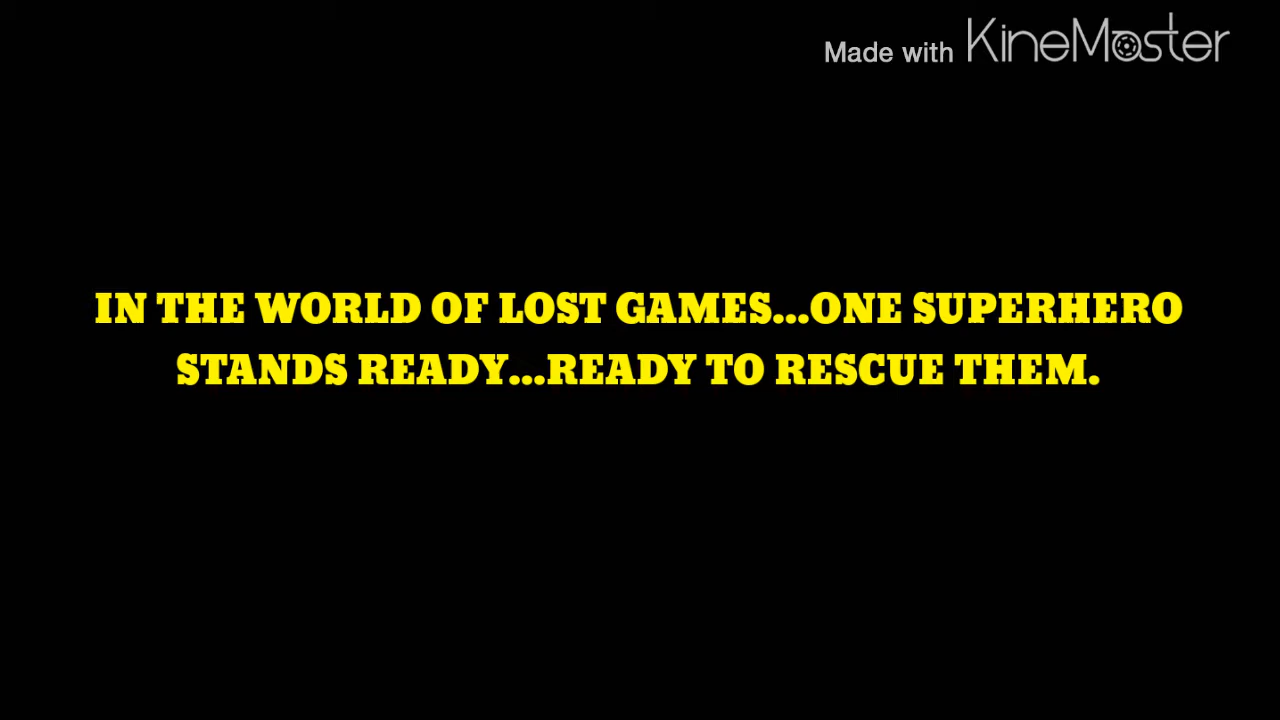 Made with KineMaster
IN THE WORLD OF LOST GAMES...ONE SUPERHERO
STANDS READY...READY TO RESCUE THEM.